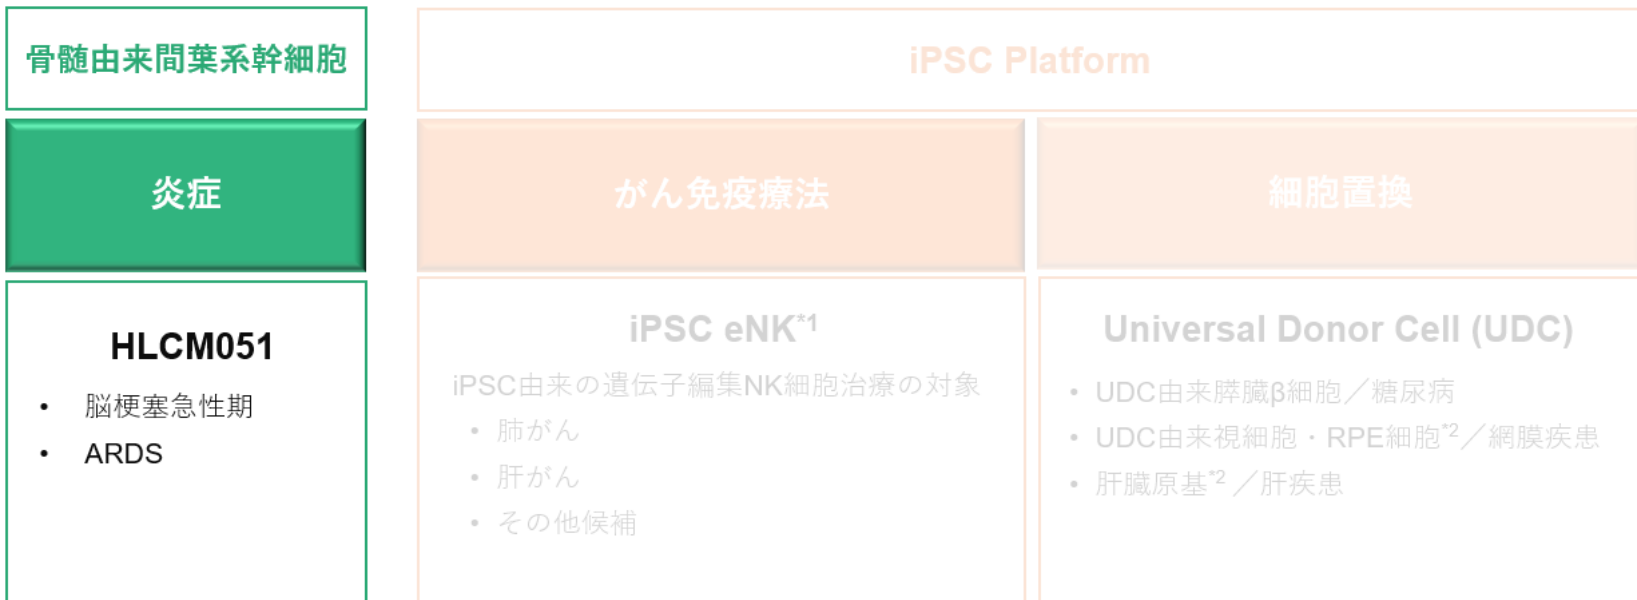 骨髄由来間葉系幹細胞
iPSC Platform
炎症
がん免疫療法
細胞置換
HLCM051
• 脳梗塞急性期
• ARDS
iPSC eNK*1
iPSC由来の遺伝子編集NK細胞治療の対象
• 肺がん
• 肝がん
• その他候補
Universal Donor Cell (UDC)
• UDC由来膵臓β細胞／糖尿病
• UDC由来視細胞・RPE細胞*2／網膜疾患
• 肝臓原基*2 ／肝疾患